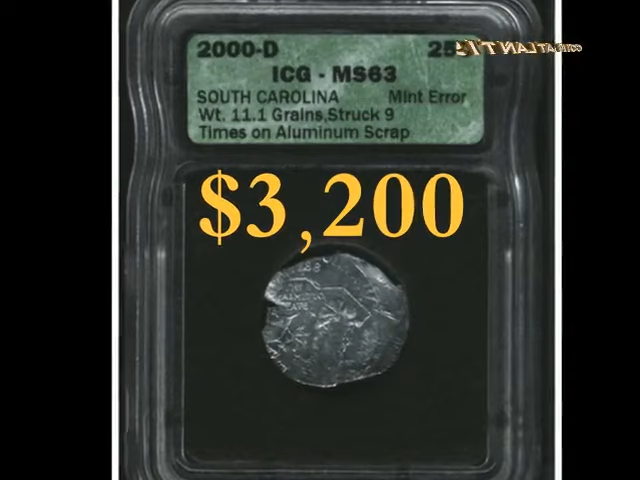 2000-D 25
ICG - MS63
SOUTH CAROLINA Mint Error
Wt. 11.1 Grains,Struck 9
Times on Aluminum Scrap
$3,200